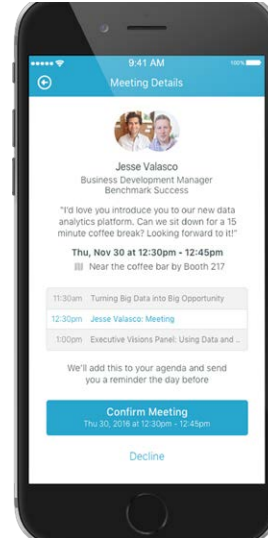 9:41 AM
100%
Meeting Details
Jesse Valasco
Business Development Manager
Benchmark Success
"I'd love you introduce you to our new data
analytics platform. Can we sit down for a 15
minute coffee break? Looking forward to it!"
Thu, Nov 30 at 12:30pm - 12:45pm
Near the coffee bar by Booth 217
11:30am Turning Big Data into Big Opportunity
12:30pm Jesse Valasco: Meeting
1:00pm Executive Visions Panel: Using Data and ..
We'll add this to your agenda and send
you a reminder the day before
Confirm Meeting
Thu 30, 2016 at 12:30pm - 12:45pm
Decline